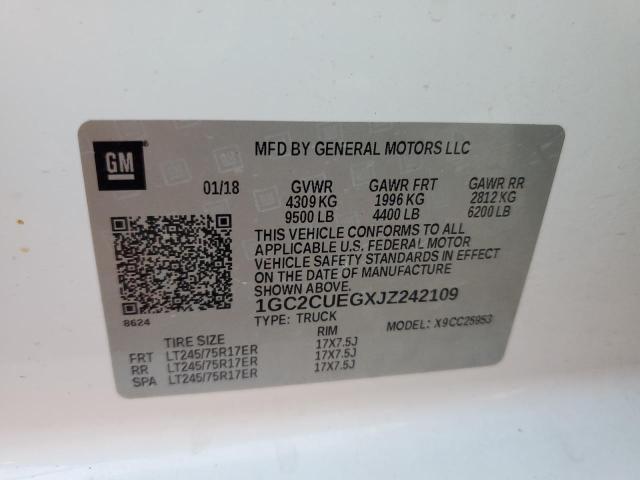 GM
MFD BY GENERAL MOTORS LLC
01/18 GVWR GAWR FRT GAWR RR
4309 KG 1996 KG 2812 KG
9500 LB 4400 LB 6200 LB
THIS VEHICLE CONFORMS TO ALL
APPLICABLE U.S. FEDERAL MOTOR
VEHICLE SAFETY STANDARDS IN EFFECT
ON THE DATE OF MANUFACTURE
SHOWN ABOVE.
1GC2CUEGXJZ242109
8624
TYPE: TRUCK MODEL: X9CC25953
TIRE SIZE RIM
FRT LT245/75R17ER 17X7.5J
RR LT245/75R17ER 17X7.5J
SPA LT245/75R17ER 17X7.5J